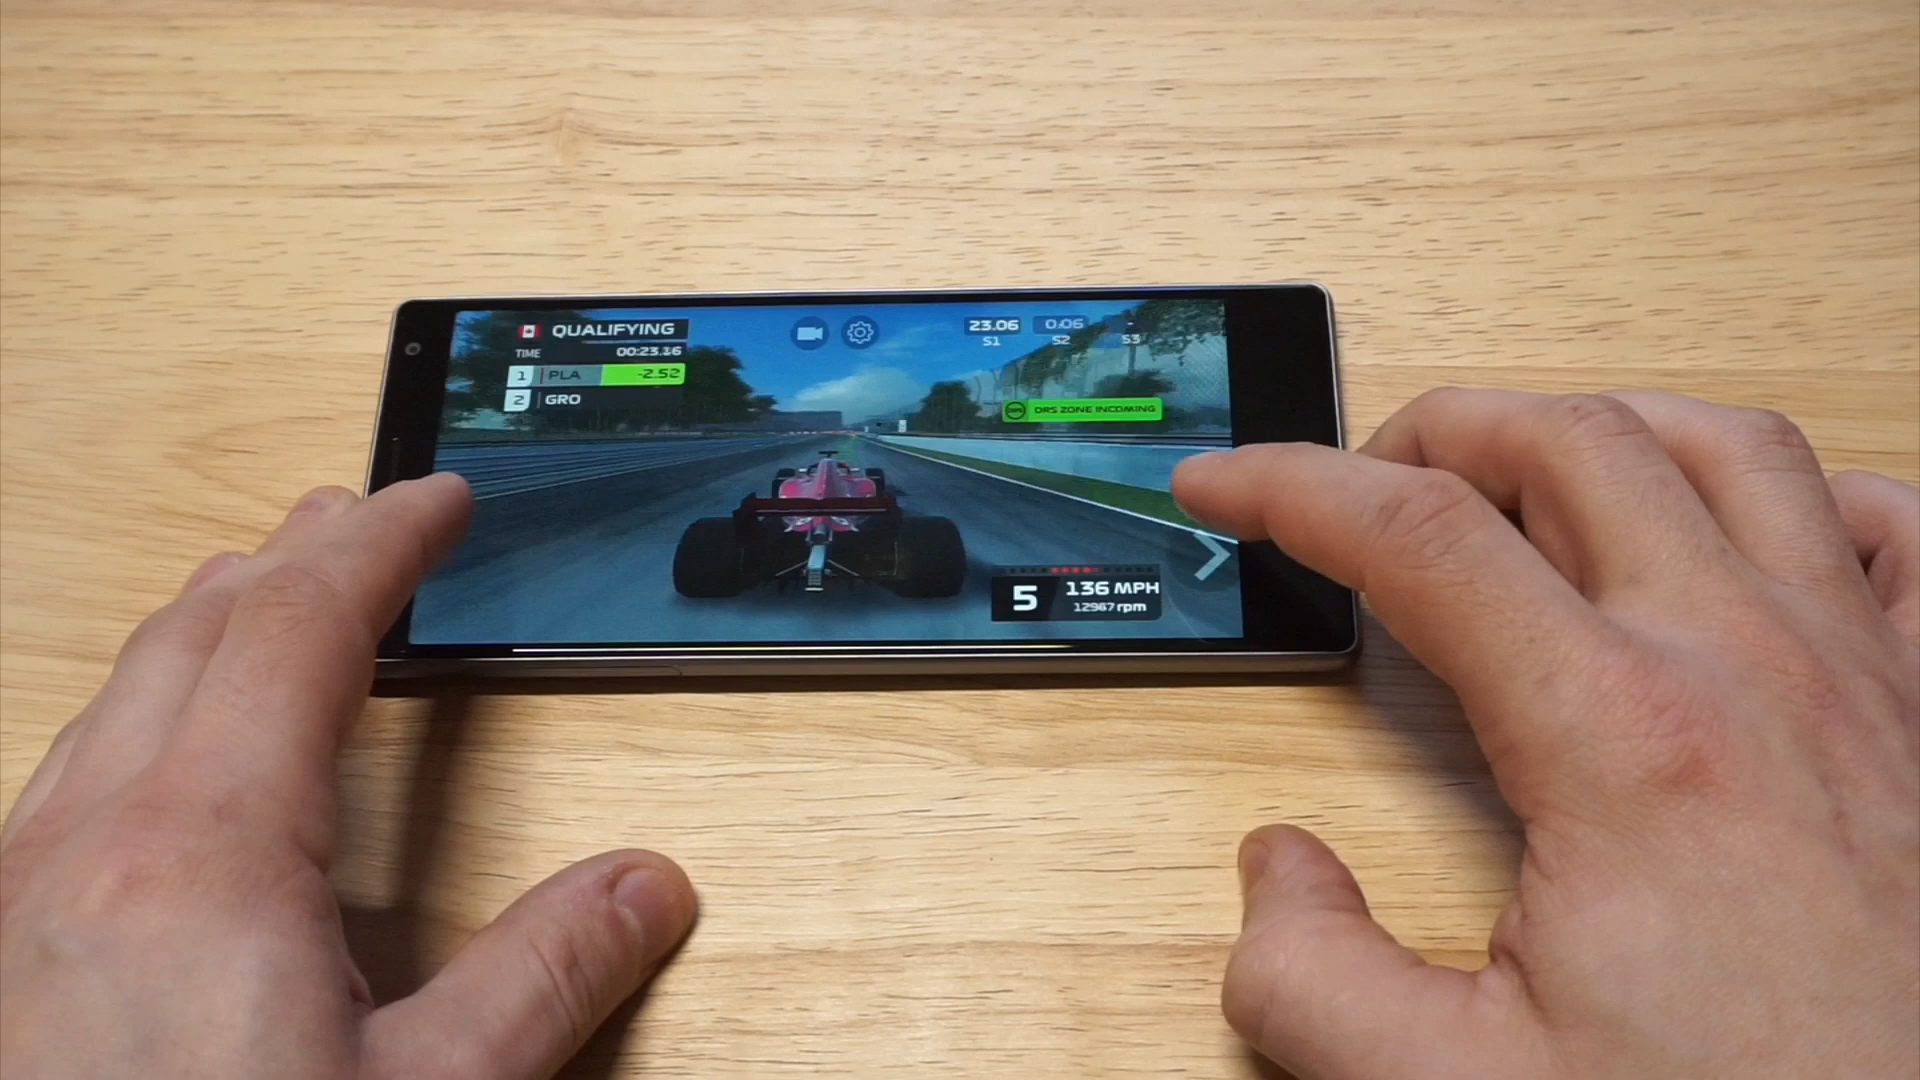 QUALIFYING
TIME 00:23.16
1 PLA -2.52
2 GRO
23.06 0.06 -
S1 S2 S3
DRS ZONE INCOMING
5 136 MPH
12967 rpm